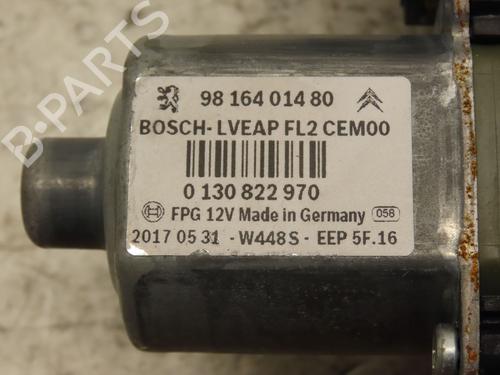 98 164 014 80
BOSCH-LVEAP FL2 CEM00
0 130 822 970
FPG 12V Made in Germany 058
2017 05 31 -W448S- EEP 5F.16
B-PARTS